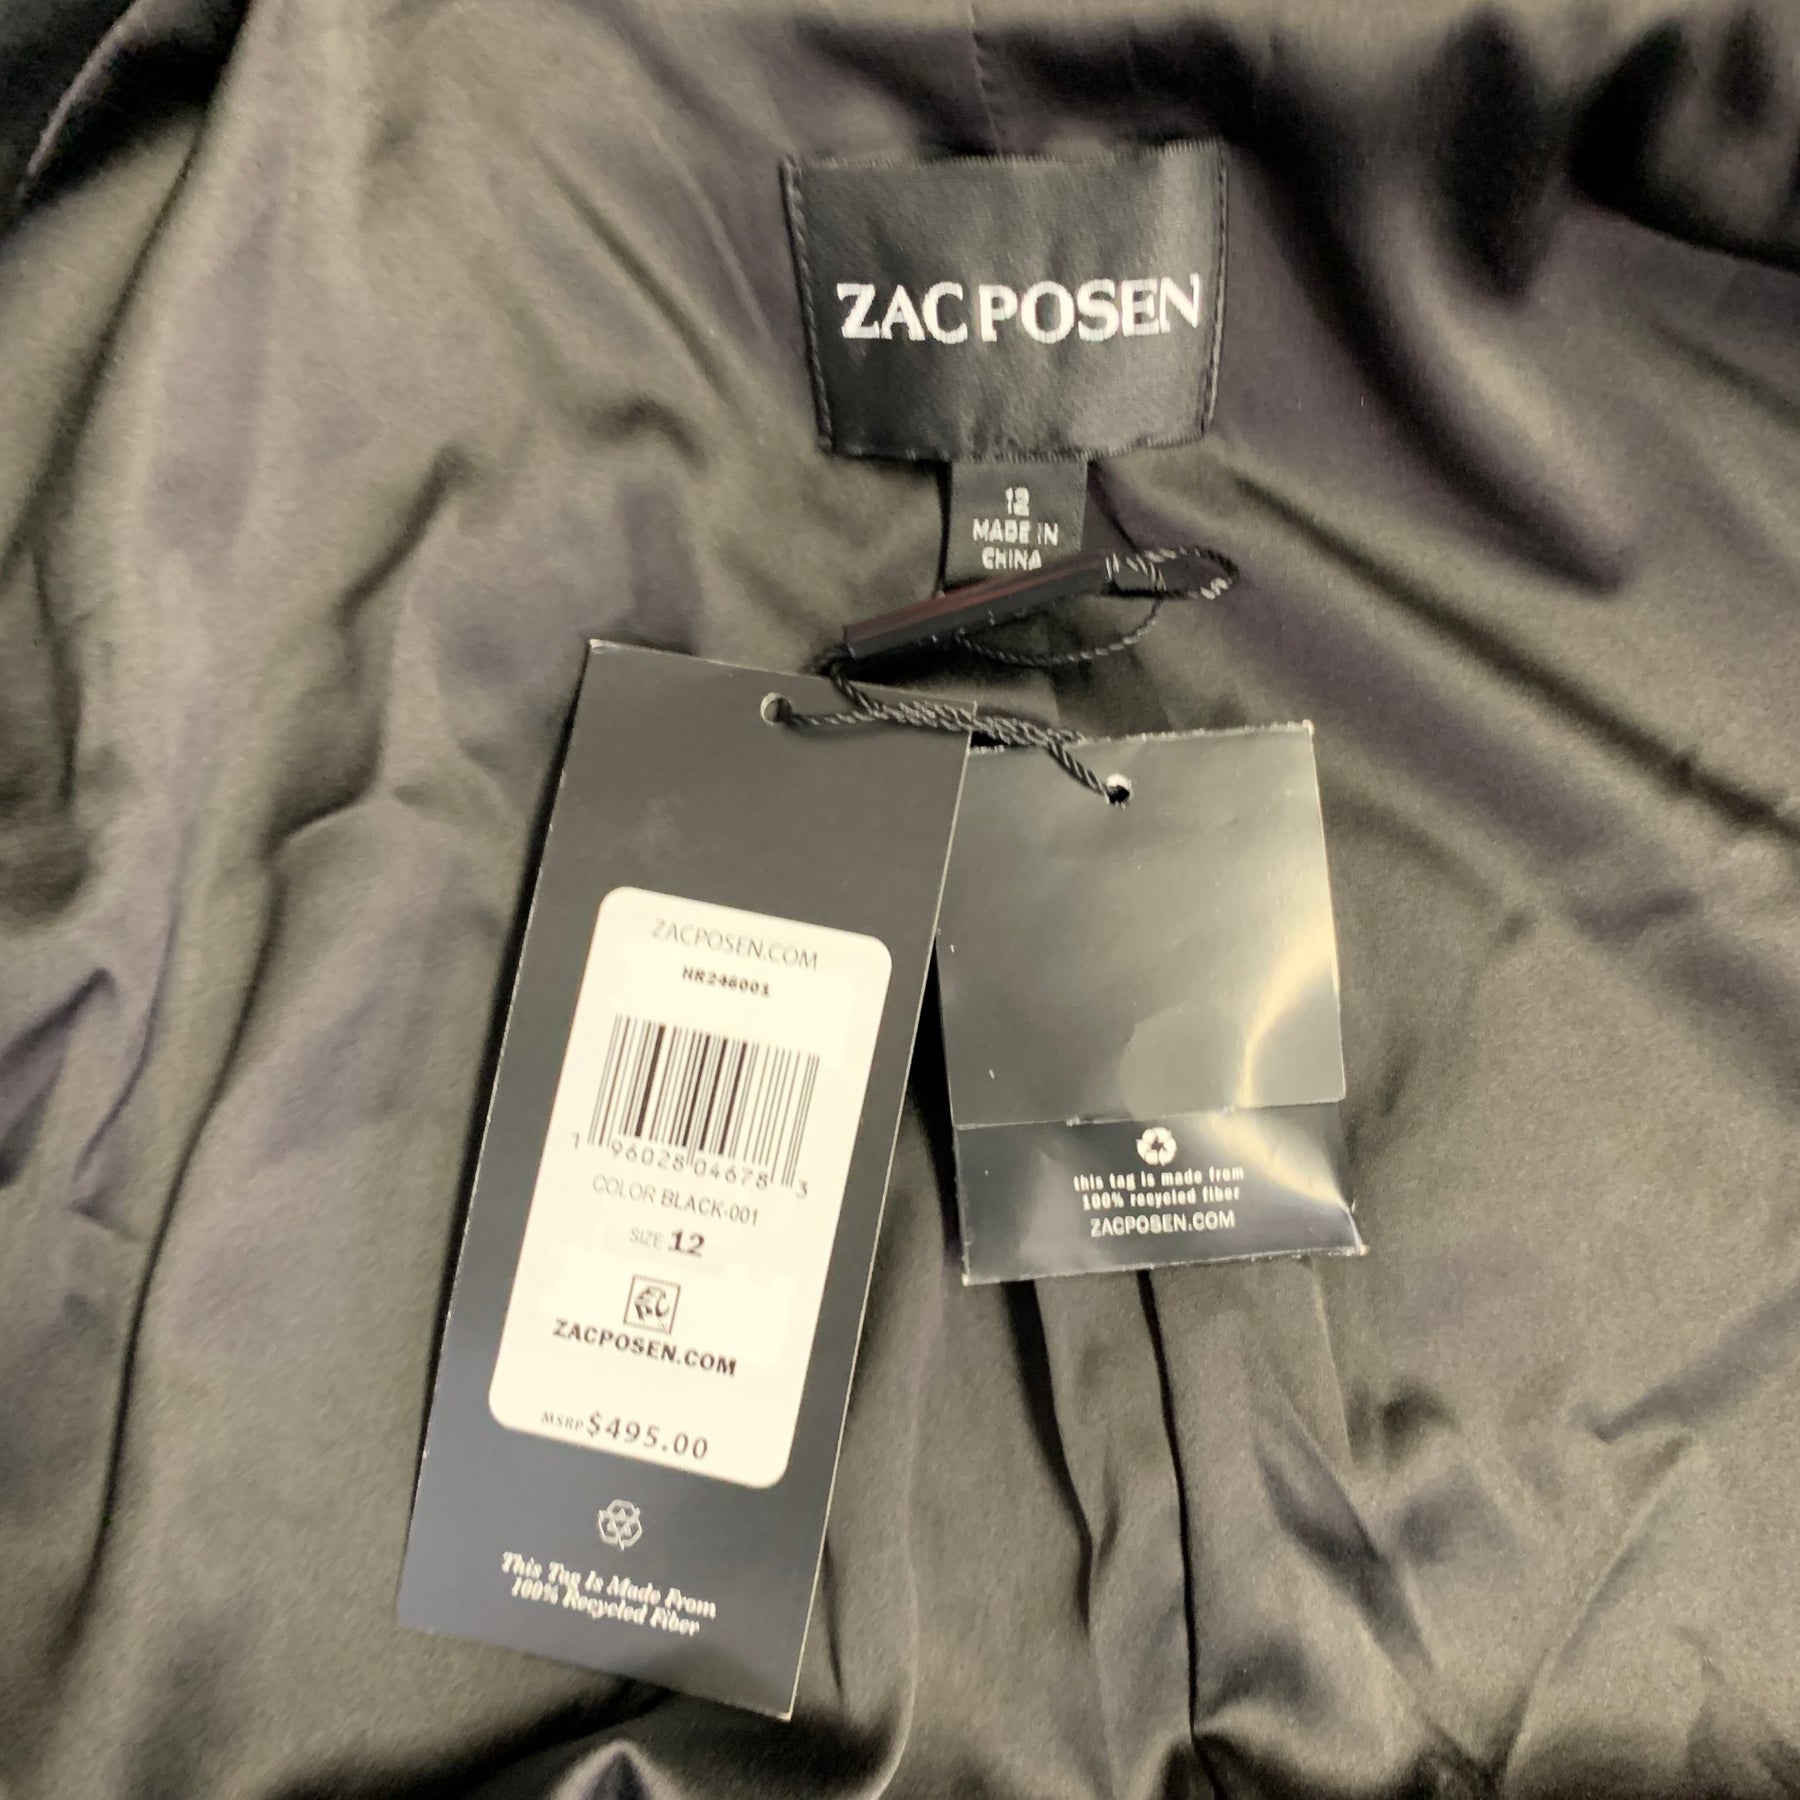 ZAC POSEN
12
MADE IN
CHINA
ZACPOSEN.COM
NR246001
1 96028 04678 3
COLOR BLACK-001
SIZE 12
ZACPOSEN.COM
MSRP $495.00
This Tag Is Made From
100% Recycled Fiber
this tag is made from
100% recycled fiber
ZACPOSEN.COM